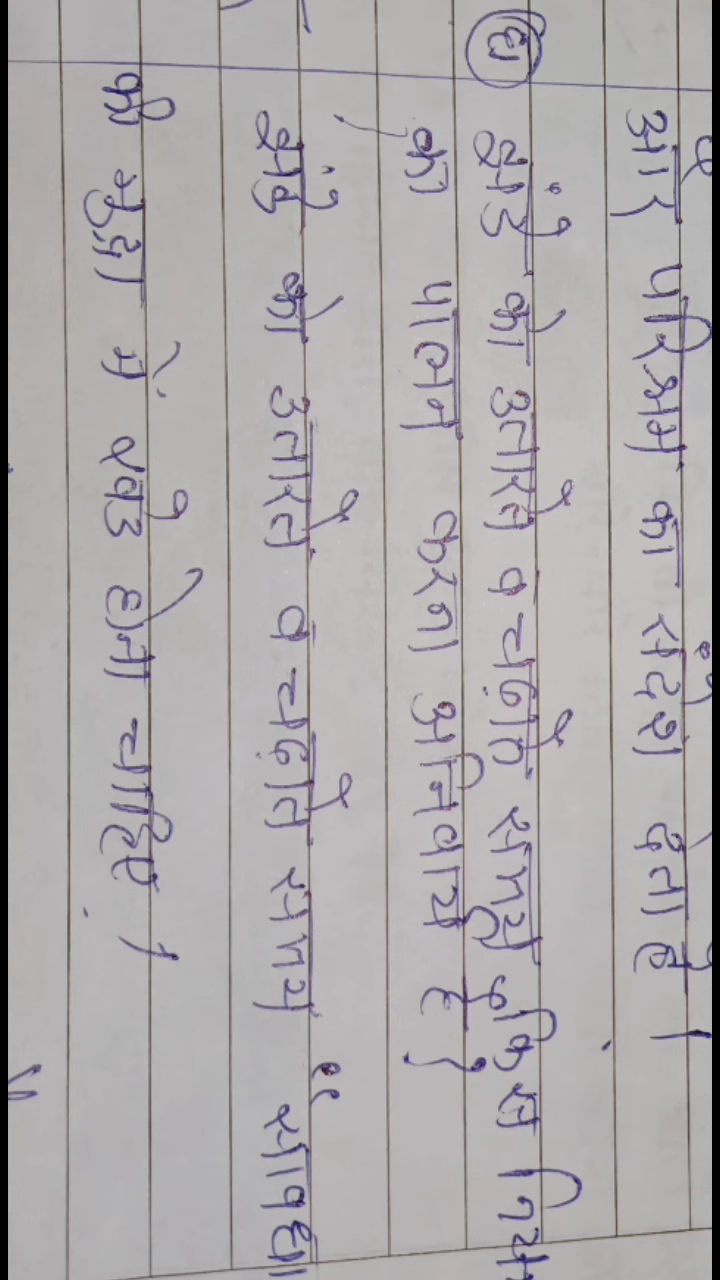 और परिश्रम का संदेश देता है।
(घ) झंडे को उतारते व चढ़ाते समय किस नियम
का पालन करना अनिवार्य है?
झंडे को उतारते व चढ़ाते समय "सावधान"
की मुद्रा में खड़े होना चाहिए।